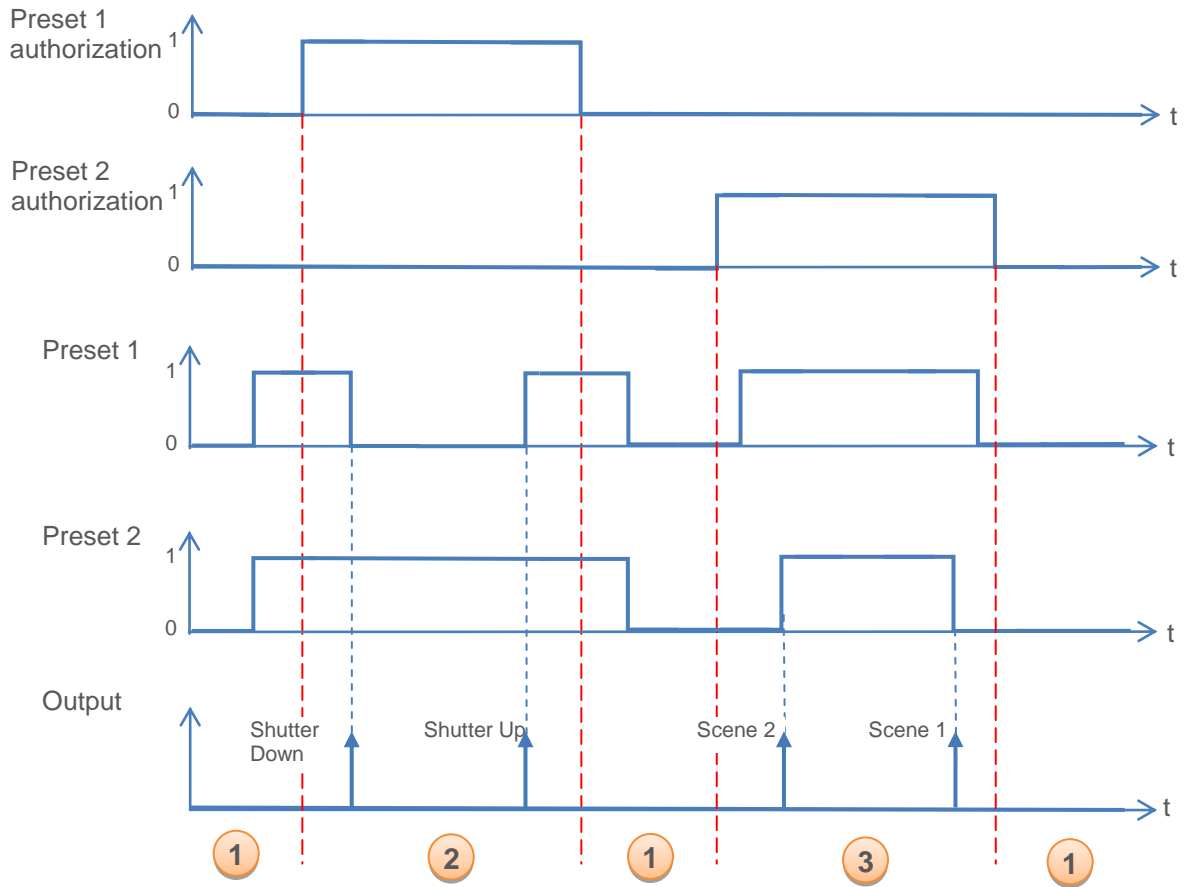 Preset 1
authorization
1
0
t
Preset 2
authorization
1
0
t
Preset 1
1
0
t
Preset 2
1
0
t
Output
Shutter
Down
Shutter Up
Scene 2
Scene 1
t
1
2
1
3
1